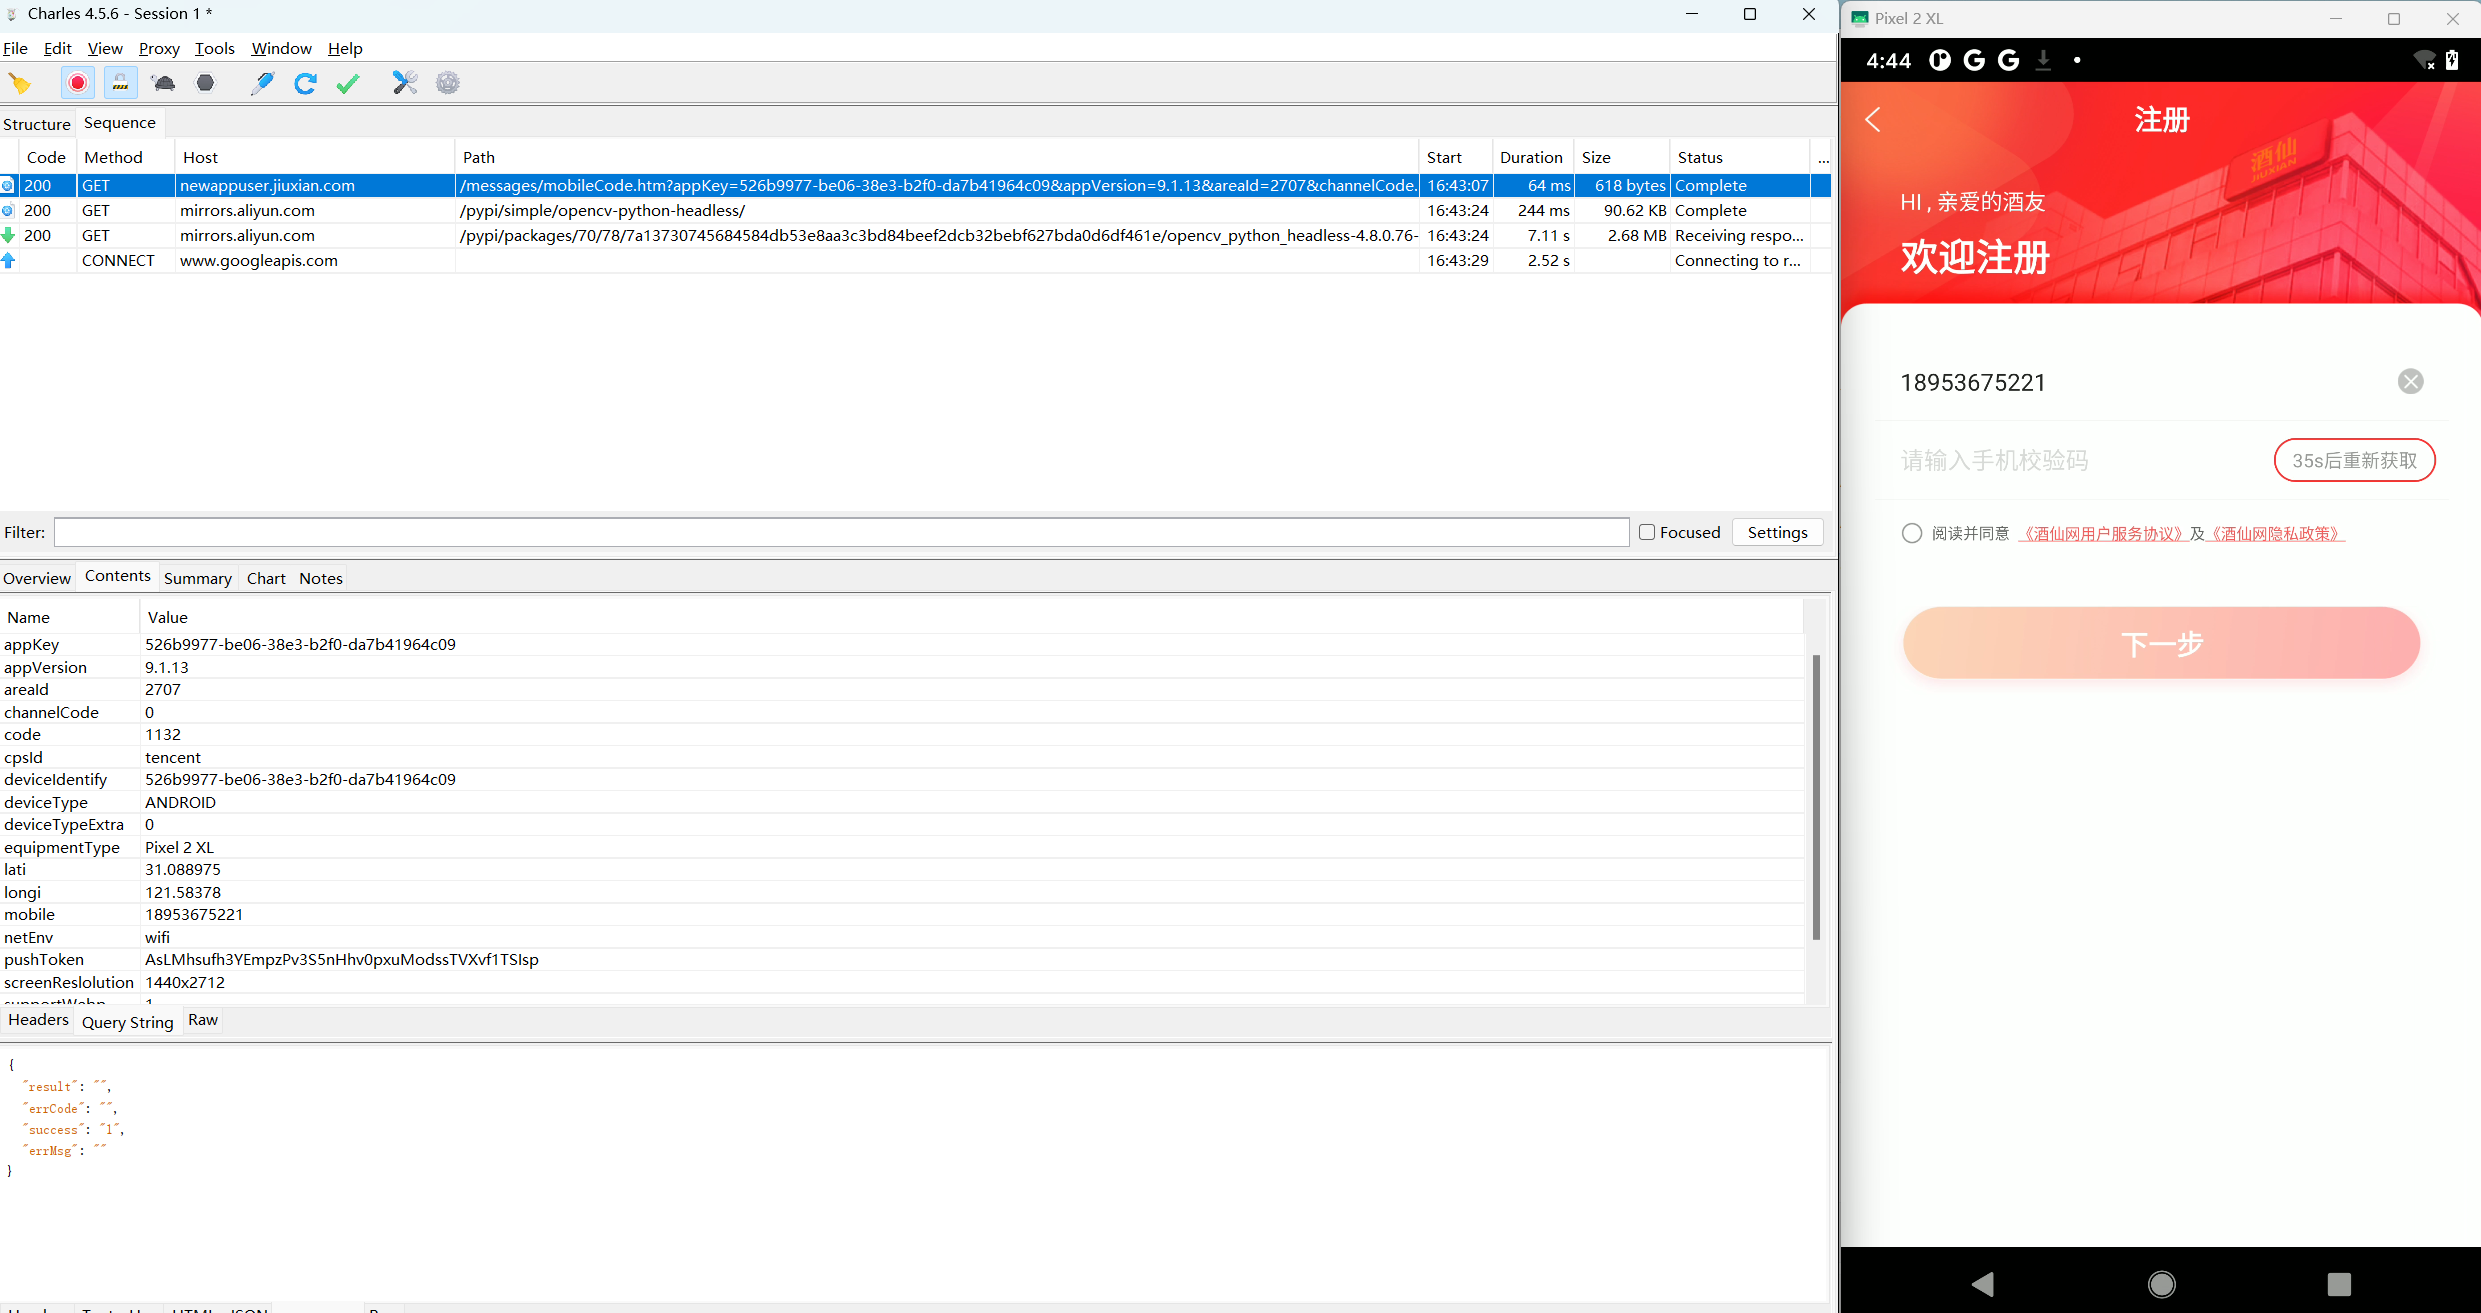 Charles 4.5.6 - Session 1 *
File Edit View Proxy Tools Window Help
Structure Sequence
Code Method Host Path Start Duration Size Status ...
200 GET newappuser.jiuxian.com /messages/mobileCode.htm?appKey=526b9977-be06-38e3-b2f0-da7b41964c09&appVersion=9.1.13&areaId=2707&channelCode. 16:43:07 64 ms 618 bytes Complete
200 GET mirrors.aliyun.com /pypi/simple/opencv-python-headless/ 16:43:24 244 ms 90.62 KB Complete
200 GET mirrors.aliyun.com /pypi/packages/70/78/7a13730745684584db53e8aa3c3bd84beef2dcb32bebf627bda0d6df461e/opencv_python_headless-4.8.0.76- 16:43:24 7.11 s 2.68 MB Receiving respo...
CONNECT www.googleapis.com 16:43:29 2.52 s Connecting to r...
Filter: Focused Settings
Overview Contents Summary Chart Notes
Name Value
appKey 526b9977-be06-38e3-b2f0-da7b41964c09
appVersion 9.1.13
areaId 2707
channelCode 0
code 1132
cpsId tencent
deviceIdentify 526b9977-be06-38e3-b2f0-da7b41964c09
deviceType ANDROID
deviceTypeExtra 0
equipmentType Pixel 2 XL
lati 31.088975
longi 121.58378
mobile 18953675221
netEnv wifi
pushToken AsLMhsufh3YEmpzPv3S5nHhv0pxuModssTVXvf1TSIsp
screenReslolution 1440x2712
supportWebp 1
Headers Query String Raw
{
"result": "",
"errCode": "",
"success": "1",
"errMsg": ""
}
Pixel 2 XL
4:44
注册
酒仙
JIUXIAN
HI , 亲爱的酒友
欢迎注册
18953675221
请输入手机校验码 35s后重新获取
阅读并同意 《酒仙网用户服务协议》及《酒仙网隐私政策》
下一步